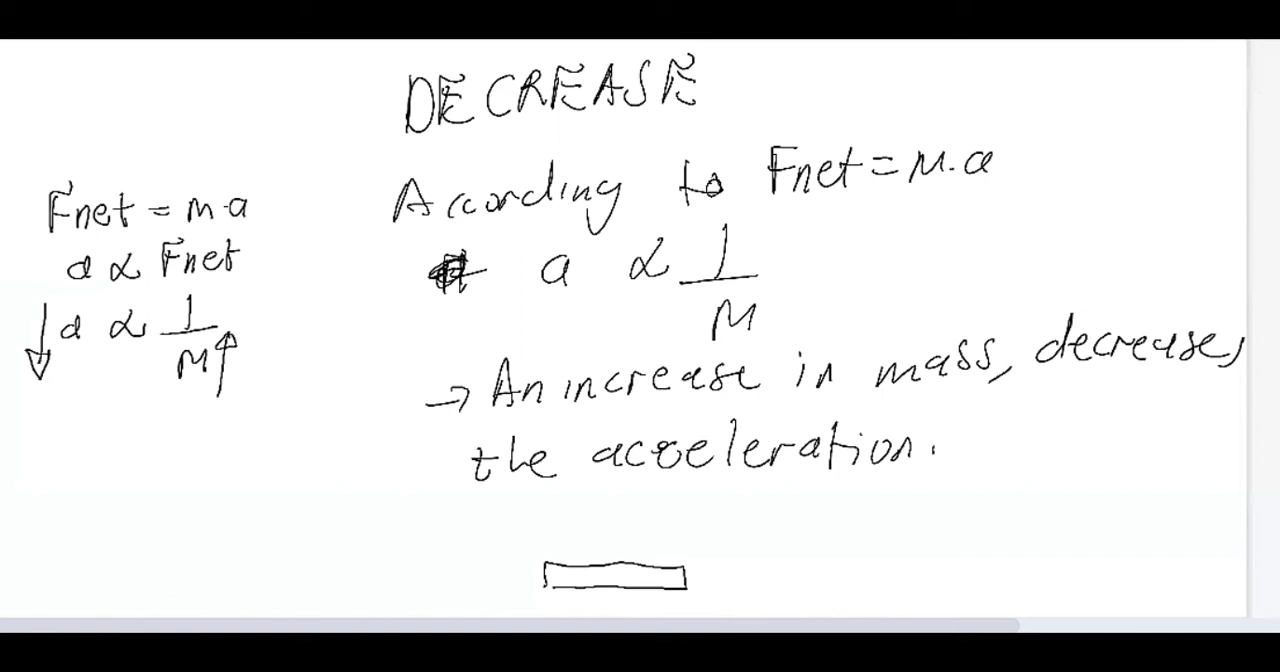 DECREASE
According to Fnet = M.a
a ∝ 1/M
→ An increase in mass, decreases
the acceleration.
Fnet = m.a
a ∝ Fnet
↓ a ∝ 1/M ↑